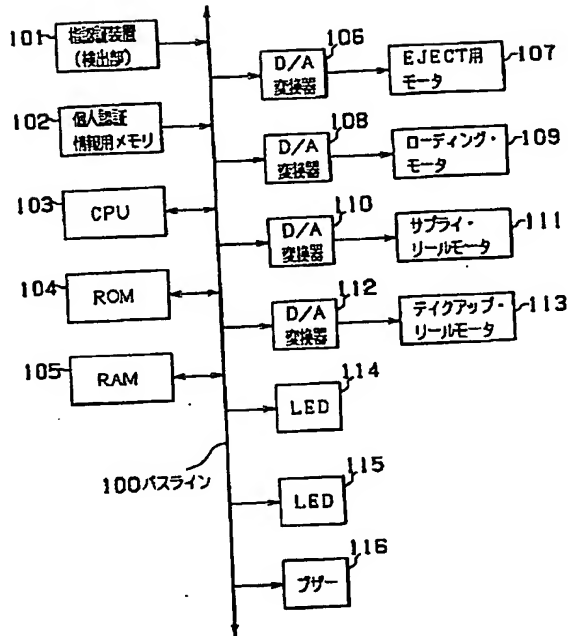 101
指認証装置
(検出部)
102
個人認証
情報用メモリ
103
CPU
104
ROM
105
RAM
100バスライン
106
D/A
変換器
EJECT用
モータ
107
108
D/A
変換器
ローディング・
モータ
109
110
D/A
変換器
サプライ・
リールモータ
111
112
D/A
変換器
テイクアップ・
リールモータ
113
114
LED
115
LED
116
ブザー